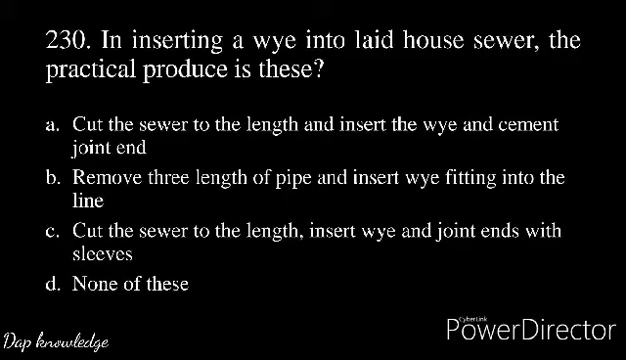 230. In inserting a wye into laid house sewer, the
practical produce is these?
a. Cut the sewer to the length and insert the wye and cement
joint end
b. Remove three length of pipe and insert wye fitting into the
line
c. Cut the sewer to the length, insert wye and joint ends with
sleeves
d. None of these
CyberLink
PowerDirector
Dap knowledge